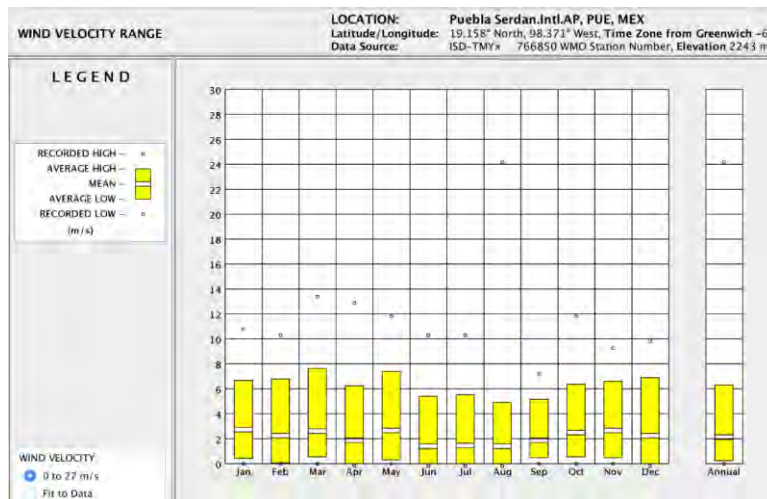 WIND VELOCITY RANGE
LOCATION: Puebla Serdan.Intl.AP, PUE, MEX
Latitude/Longitude: 19.158° North, 98.371° West, Time Zone from Greenwich -6
Data Source: ISD-TMYx 766850 WMO Station Number, Elevation 2243 m
LEGEND
RECORDED HIGH -
AVERAGE HIGH -
MEAN -
AVERAGE LOW -
RECORDED LOW -
(m/s)
30
28
26
24
22
20
18
16
14
12
10
8
6
4
2
0
Jan Feb Mar Apr May Jun Jul Aug Sep Oct Nov Dec Annual
WIND VELOCITY
0 to 27 m/s
Fit to Data